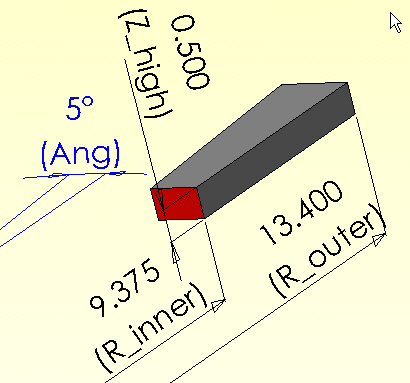 0.500
(Z_high)
5°
(Ang)
13.400
(R_outer)
9.375
(R_inner)